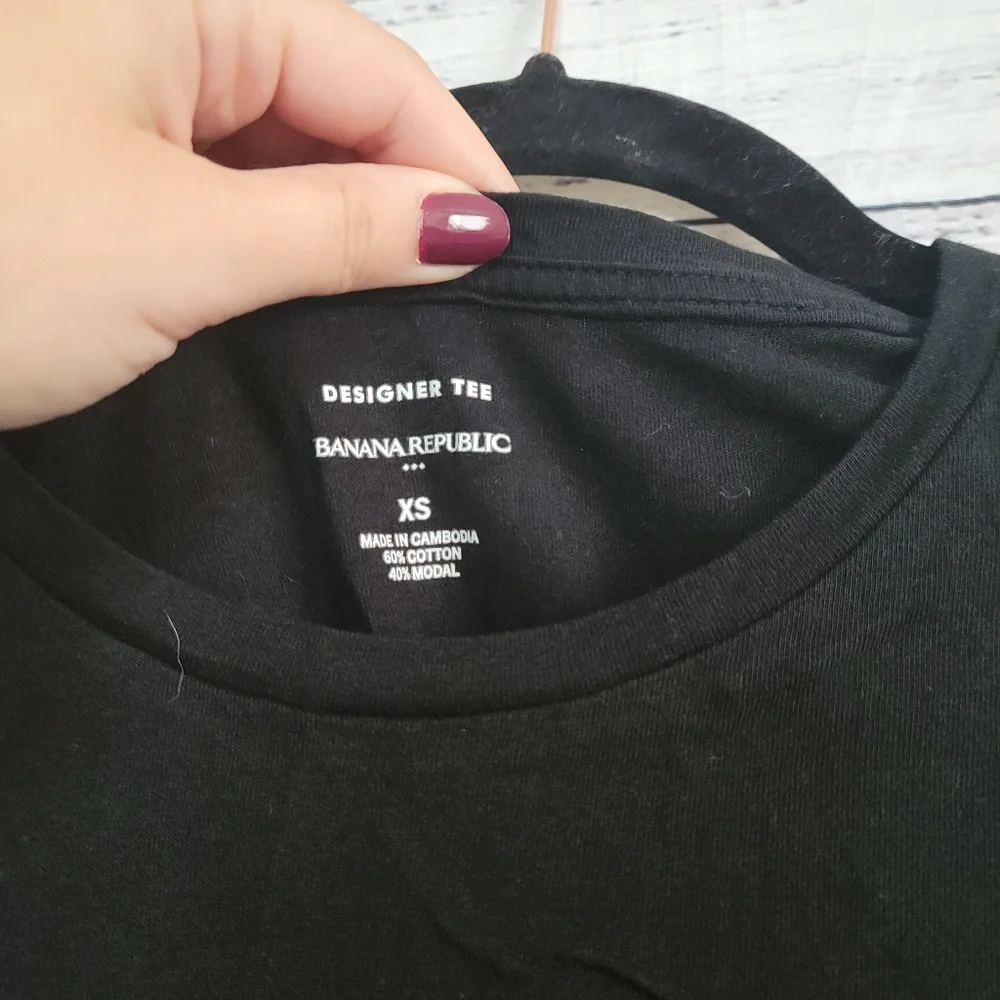 DESIGNER TEE
BANANA REPUBLIC
XS
MADE IN CAMBODIA
60% COTTON
40% MODAL